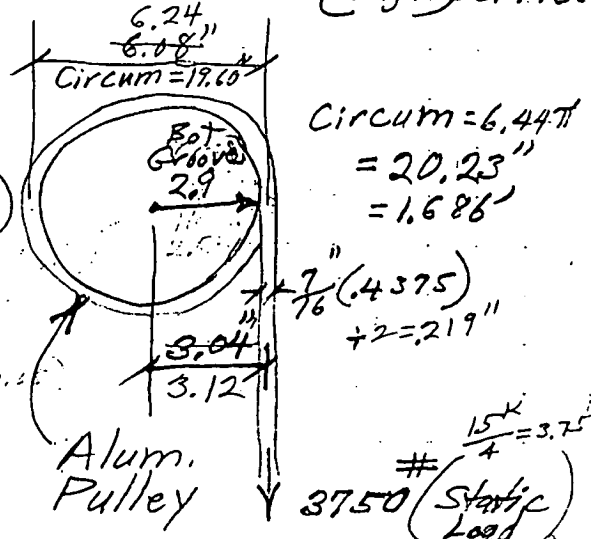 6.24
6.08"
Circum = 19.60"
Circum = 6.44π
= 20.23"
= 1.686'
Bot
Groove
2.9
7/16" (.4375)
÷2 = .219"
3.04"
3.12
Alum.
Pulley
15ᵏ/4 = 3.75ᵏ
3750# (Static
Load)